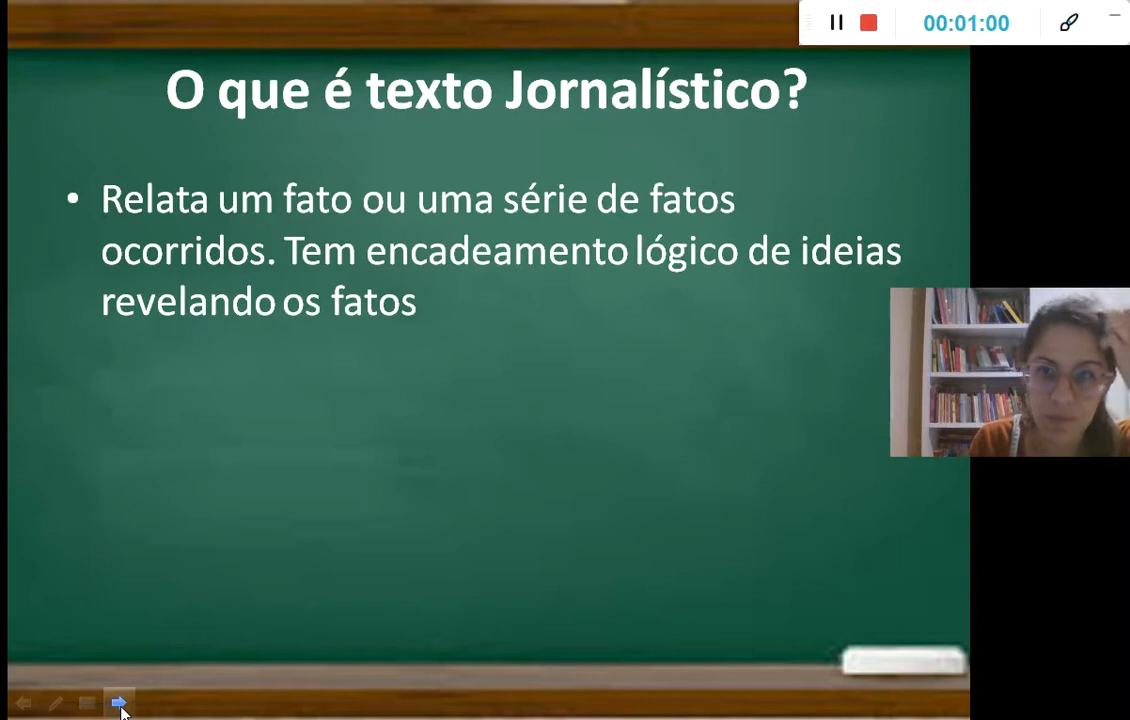 00:01:00
O que é texto Jornalístico?
• Relata um fato ou uma série de fatos
ocorridos. Tem encadeamento lógico de ideias
revelando os fatos